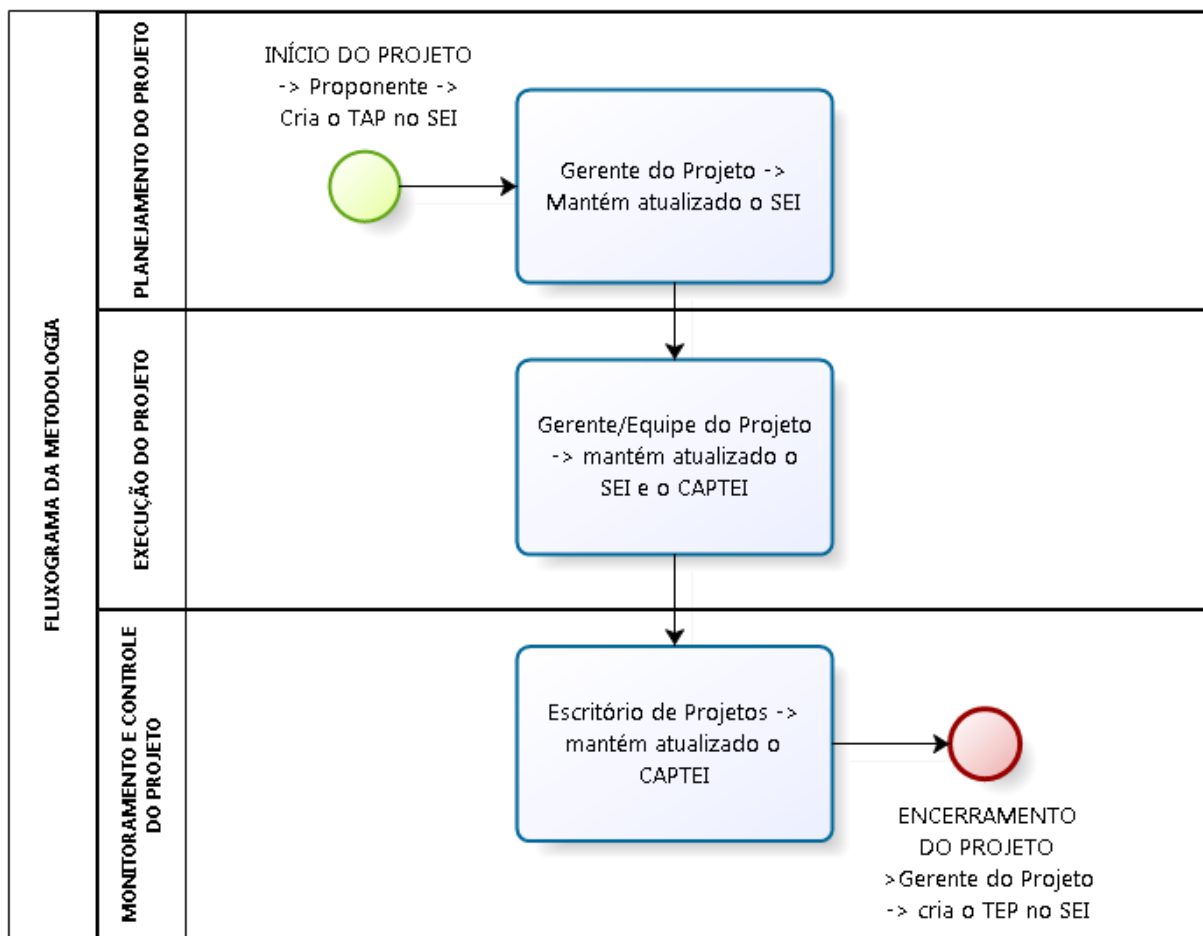 FLUXOGRAMA DA METODOLOGIA
PLANEJAMENTO DO PROJETO
INÍCIO DO PROJETO
-> Proponente ->
Cria o TAP no SEI
Gerente do Projeto ->
Mantém atualizado o SEI
EXECUÇÃO DO PROJETO
Gerente/Equipe do Projeto
-> mantém atualizado o
SEI e o CAPTEI
MONITORAMENTO E CONTROLE
DO PROJETO
Escritório de Projetos ->
mantém atualizado o
CAPTEI
ENCERRAMENTO
DO PROJETO
>Gerente do Projeto
-> cria o TEP no SEI